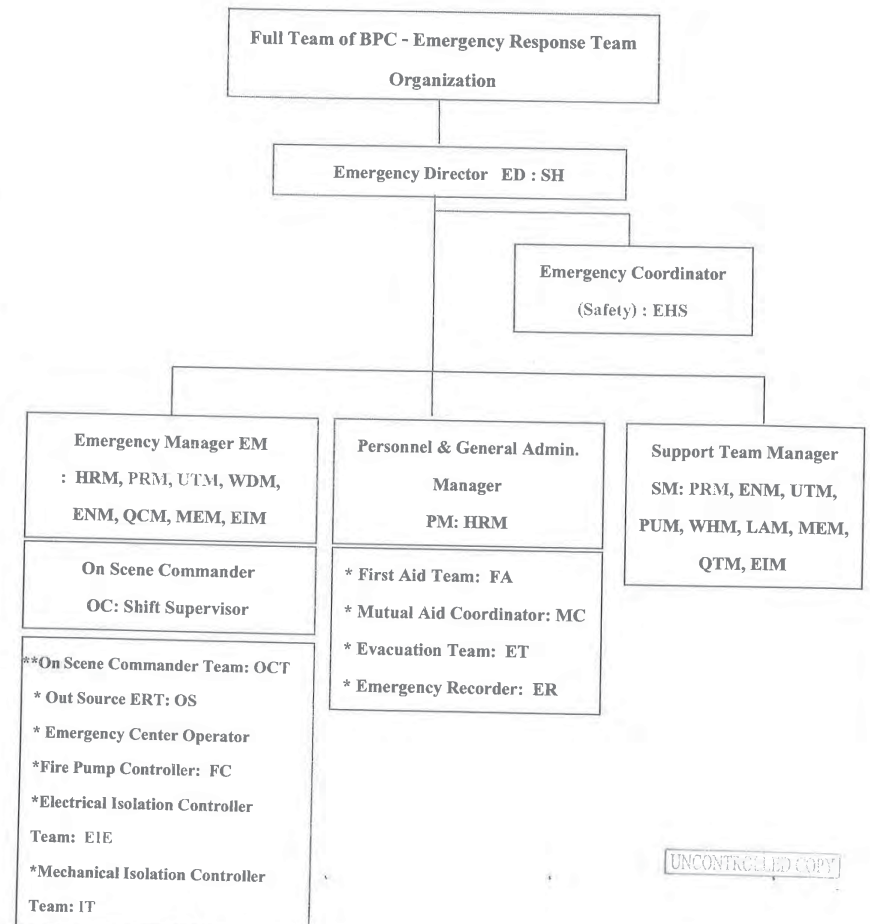 Full Team of BPC - Emergency Response Team
Organization
Emergency Director ED : SH
Emergency Coordinator
(Safety) : EHS
Emergency Manager EM
: HRM, PRM, UTM, WDM,
ENM, QCM, MEM, EIM
On Scene Commander
OC: Shift Supervisor
**On Scene Commander Team: OCT
* Out Source ERT: OS
* Emergency Center Operator
*Fire Pump Controller: FC
*Electrical Isolation Controller
Team: EIE
*Mechanical Isolation Controller
Team: IT
Personnel & General Admin.
Manager
PM: HRM
* First Aid Team: FA
* Mutual Aid Coordinator: MC
* Evacuation Team: ET
* Emergency Recorder: ER
Support Team Manager
SM: PRM, ENM, UTM,
PUM, WHM, LAM, MEM,
QTM, EIM
UNCONTROLLED COPY